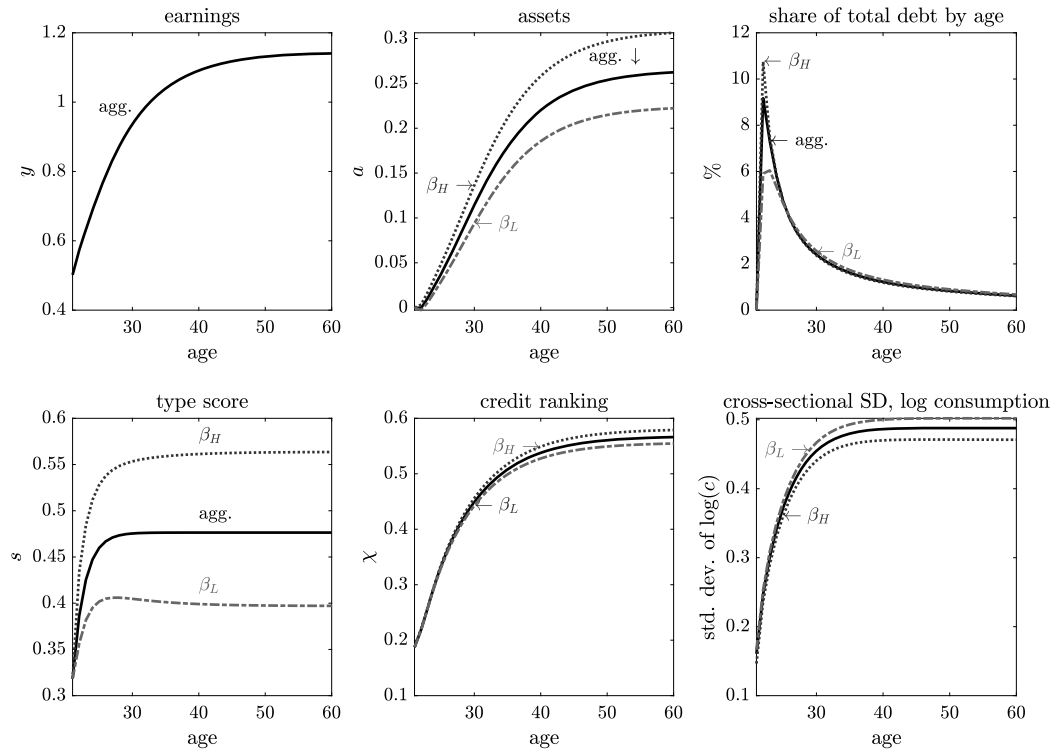 earnings
1.2
1
0.8
0.6
0.4
y
agg.
30
40
50
60
age
assets
0.3
0.25
0.2
0.15
0.1
0.05
0
a
agg. ↓
β_H →
← β_L
30
40
50
60
age
share of total debt by age
12
10
8
6
4
2
0
%
← β_H
← agg.
← β_L
30
40
50
60
age
type score
0.6
0.55
0.5
0.45
0.4
0.35
0.3
s
β_H
agg.
β_L
30
40
50
60
age
credit ranking
0.6
0.5
0.4
0.3
0.2
0.1
χ
β_H →
← β_L
30
40
50
60
age
cross-sectional SD, log consumption
0.5
0.4
0.3
0.2
0.1
std. dev. of log(c)
β_L →
← β_H
30
40
50
60
age